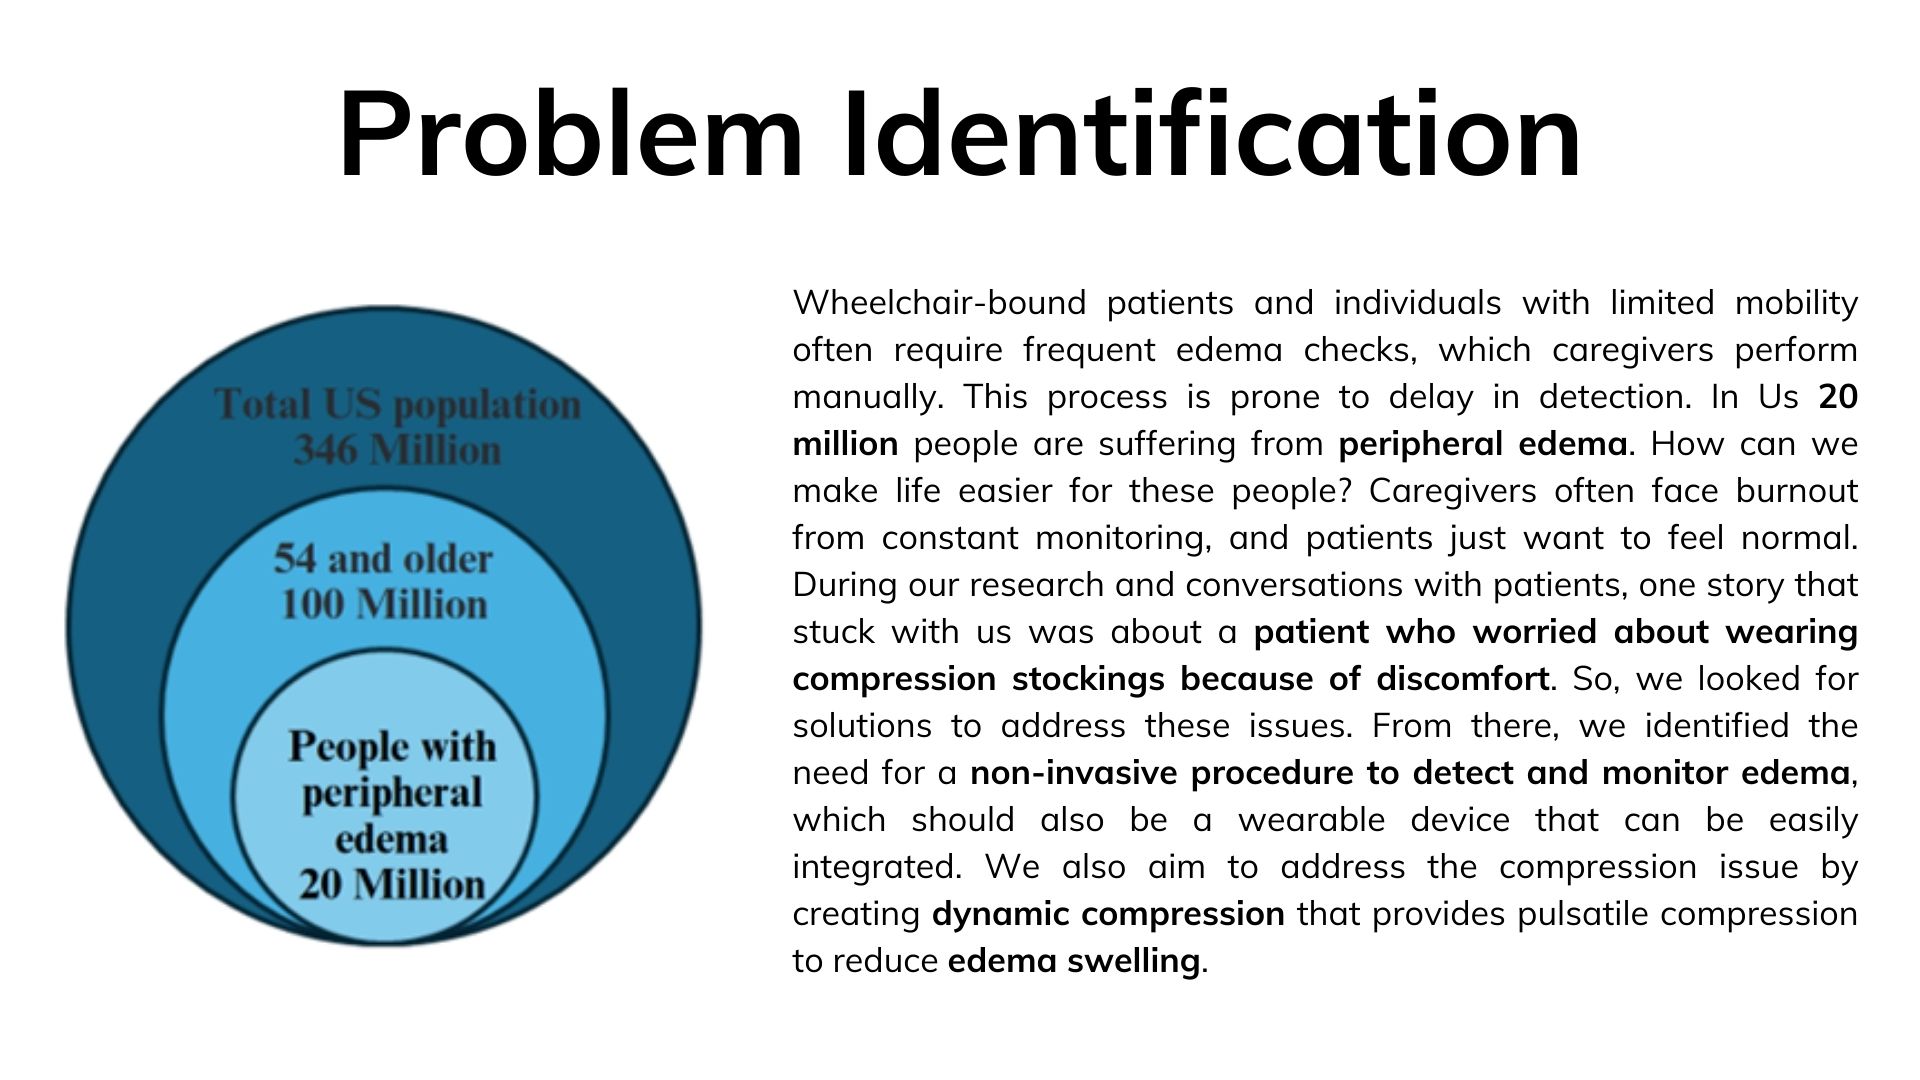 Problem Identification
Total US population
346 Million
54 and older
100 Million
People with
peripheral
edema
20 Million
Wheelchair-bound patients and individuals with limited mobility
often require frequent edema checks, which caregivers perform
manually. This process is prone to delay in detection. In Us 20
million people are suffering from peripheral edema. How can we
make life easier for these people? Caregivers often face burnout
from constant monitoring, and patients just want to feel normal.
During our research and conversations with patients, one story that
stuck with us was about a patient who worried about wearing
compression stockings because of discomfort. So, we looked for
solutions to address these issues. From there, we identified the
need for a non-invasive procedure to detect and monitor edema,
which should also be a wearable device that can be easily
integrated. We also aim to address the compression issue by
creating dynamic compression that provides pulsatile compression
to reduce edema swelling.